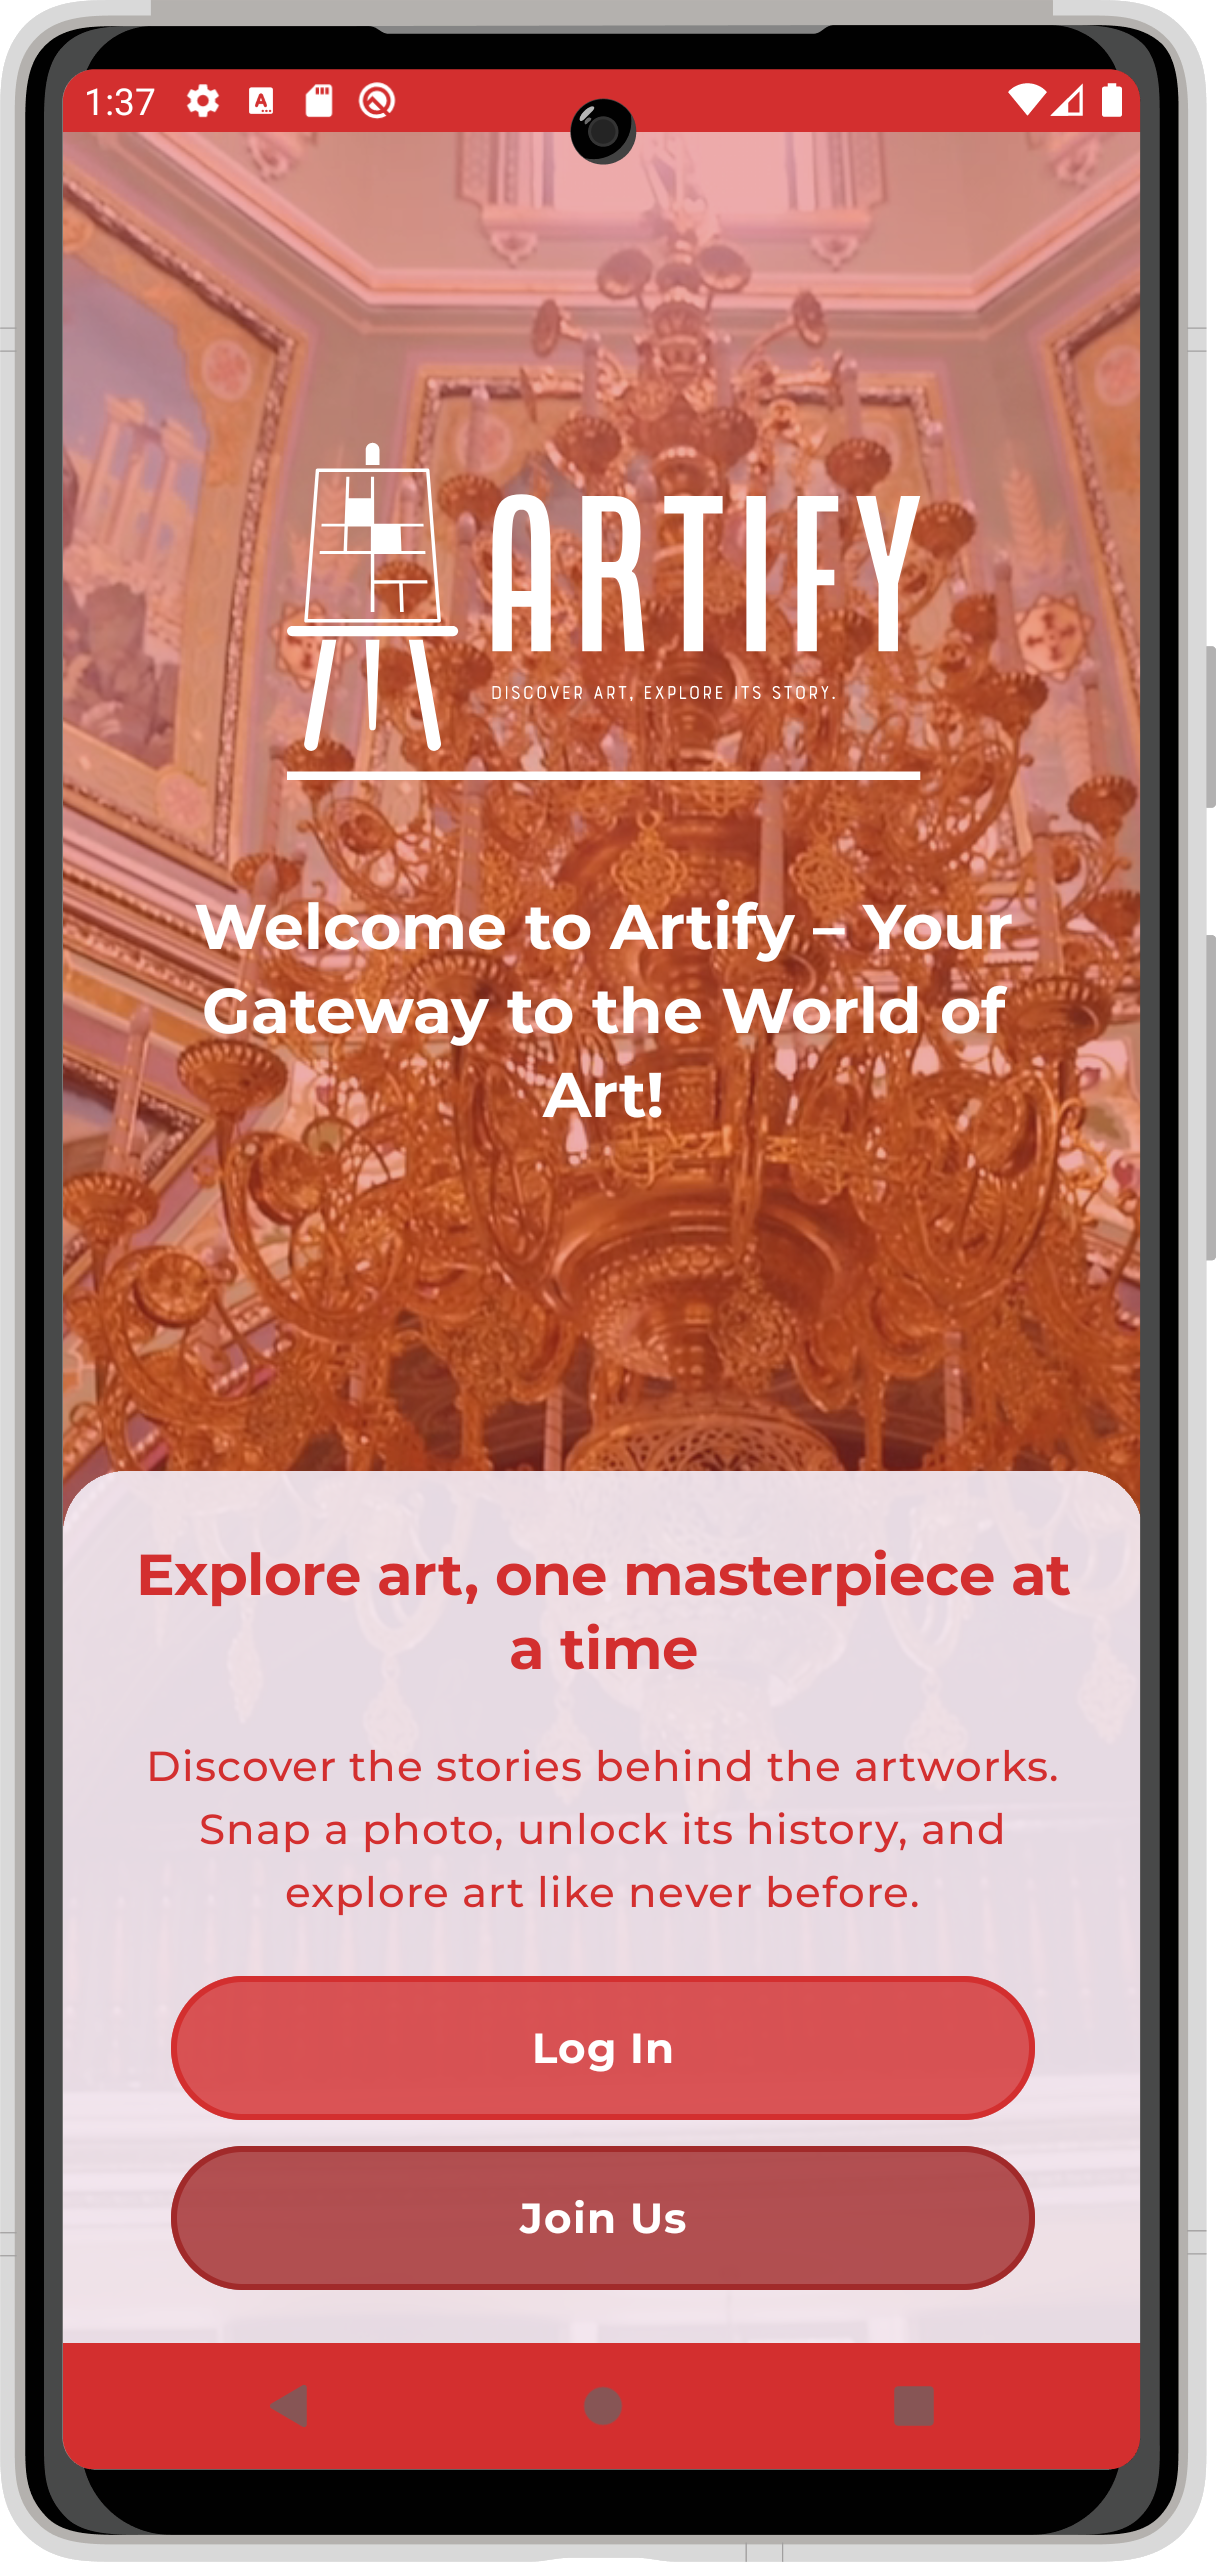 1:37
ARTIFY
DISCOVER ART, EXPLORE ITS STORY.
Welcome to Artify – Your
Gateway to the World of
Art!
Explore art, one masterpiece at
a time
Discover the stories behind the artworks.
Snap a photo, unlock its history, and
explore art like never before.
Log In
Join Us